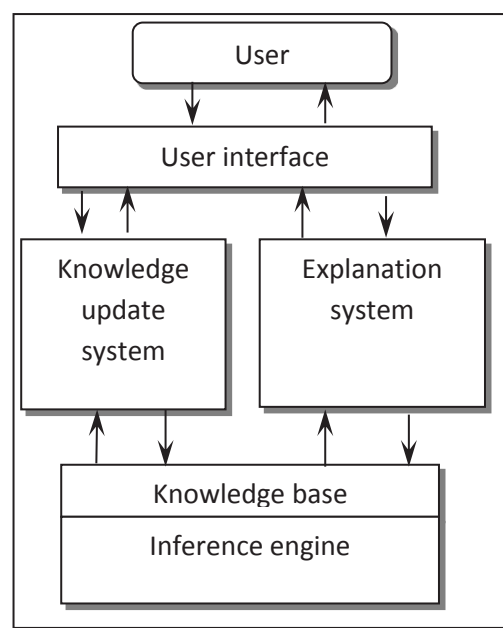 User
User interface
Knowledge
update
system
Explanation
system
Knowledge base
Inference engine